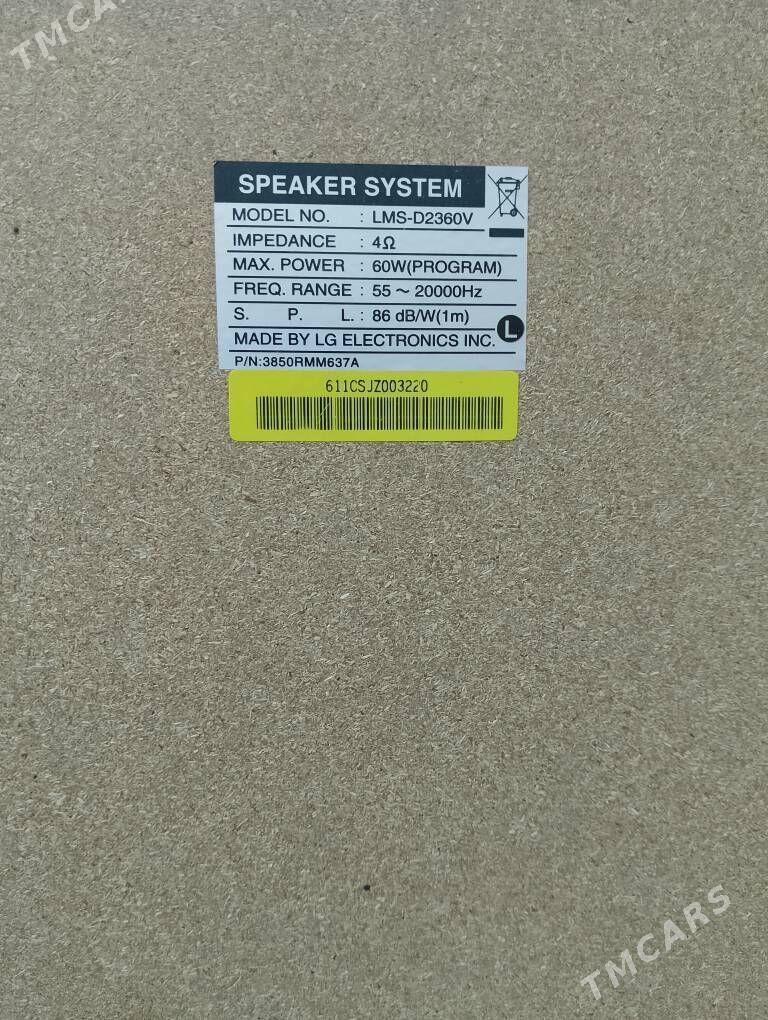 TMCARS
SPEAKER SYSTEM
MODEL NO. : LMS-D2360V
IMPEDANCE : 4Ω
MAX. POWER : 60W(PROGRAM)
FREQ. RANGE : 55 ~ 20000Hz
S. P. L. : 86 dB/W(1m)
L
MADE BY LG ELECTRONICS INC.
P/N:3850RMM637A
611CSJZ003220
TMCARS